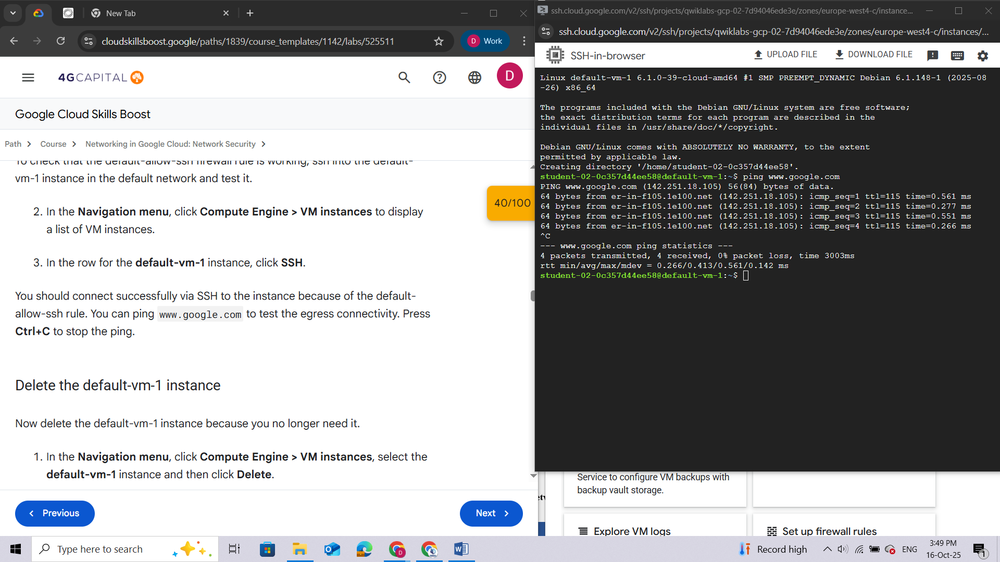 New Tab
cloudskillsboost.google/paths/1839/course_templates/1142/labs/525511
D Work
4GCAPITAL
D
Google Cloud Skills Boost
Path > Course > Networking in Google Cloud: Network Security >
To check that the default-allow-ssh firewall rule is working, ssh into the default-
vm-1 instance in the default network and test it.
40/100
2. In the Navigation menu, click Compute Engine > VM instances to display
a list of VM instances.
3. In the row for the default-vm-1 instance, click SSH.
You should connect successfully via SSH to the instance because of the default-
allow-ssh rule. You can ping www.google.com to test the egress connectivity. Press
Ctrl+C to stop the ping.
Delete the default-vm-1 instance
Now delete the default-vm-1 instance because you no longer need it.
1. In the Navigation menu, click Compute Engine > VM instances, select the
default-vm-1 instance and then click Delete.
Previous
Next
ssh.cloud.google.com/v2/ssh/projects/qwiklabs-gcp-02-7d94046ede3e/zones/europe-west4-c/instance...
ssh.cloud.google.com/v2/ssh/projects/qwiklabs-gcp-02-7d94046ede3e/zones/europe-west4-c/instances/...
SSH-in-browser
UPLOAD FILE
DOWNLOAD FILE
Linux default-vm-1 6.1.0-39-cloud-amd64 #1 SMP PREEMPT_DYNAMIC Debian 6.1.148-1 (2025-08
-26) x86_64
The programs included with the Debian GNU/Linux system are free software;
the exact distribution terms for each program are described in the
individual files in /usr/share/doc/*/copyright.
Debian GNU/Linux comes with ABSOLUTELY NO WARRANTY, to the extent
permitted by applicable law.
Creating directory '/home/student-02-0c357d44ee58'.
student-02-0c357d44ee58@default-vm-1:~$ ping www.google.com
PING www.google.com (142.251.18.105) 56(84) bytes of data.
64 bytes from er-in-f105.1e100.net (142.251.18.105): icmp_seq=1 ttl=115 time=0.561 ms
64 bytes from er-in-f105.1e100.net (142.251.18.105): icmp_seq=2 ttl=115 time=0.277 ms
64 bytes from er-in-f105.1e100.net (142.251.18.105): icmp_seq=3 ttl=115 time=0.551 ms
64 bytes from er-in-f105.1e100.net (142.251.18.105): icmp_seq=4 ttl=115 time=0.266 ms
^C
--- www.google.com ping statistics ---
4 packets transmitted, 4 received, 0% packet loss, time 3003ms
rtt min/avg/max/mdev = 0.266/0.413/0.561/0.142 ms
student-02-0c357d44ee58@default-vm-1:~$
Service to configure VM backups with
backup vault storage.
Explore VM logs
Set up firewall rules
Type here to search
Record high
ENG
3:49 PM
16-Oct-25
1